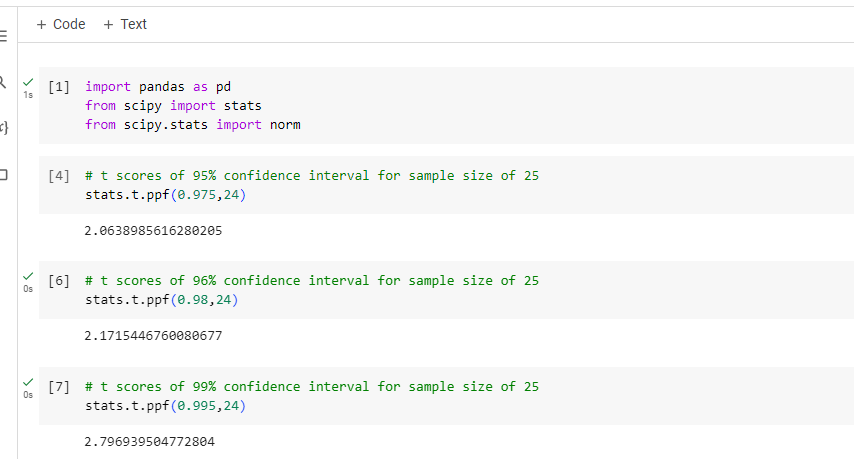 + Code + Text
1s
[1] import pandas as pd
from scipy import stats
from scipy.stats import norm
[4] # t scores of 95% confidence interval for sample size of 25
stats.t.ppf(0.975,24)
2.0638985616280205
0s
[6] # t scores of 96% confidence interval for sample size of 25
stats.t.ppf(0.98,24)
2.1715446760080677
0s
[7] # t scores of 99% confidence interval for sample size of 25
stats.t.ppf(0.995,24)
2.796939504772804